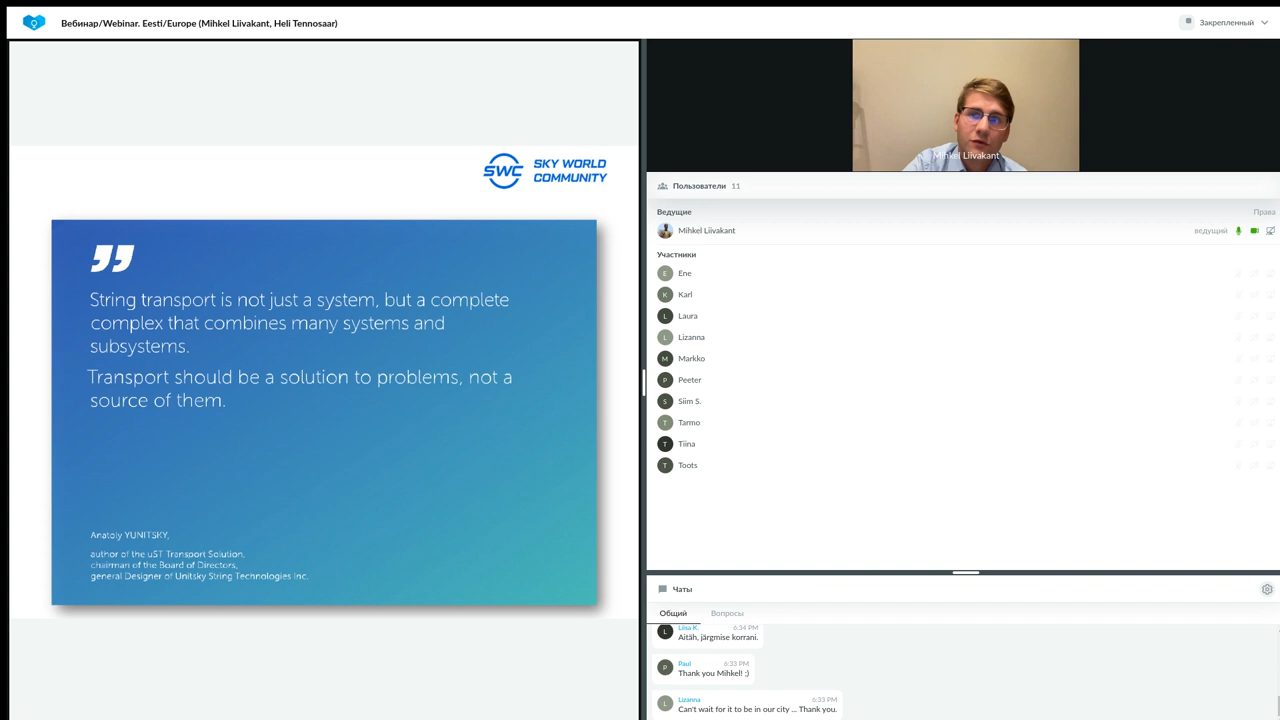 Вебинар/Webinar. Eesti/Europe (Mihkel Liivakant, Heli Tennosaar)
Закрепленный
SWC SKY WORLD
COMMUNITY
String transport is not just a system, but a complete
complex that combines many systems and
subsystems.
Transport should be a solution to problems, not a
source of them.
Anatoly YUNITSKY,
author of the uST Transport Solution,
chairman of the Board of Directors,
general Designer of Unitsky String Technologies Inc.
Mihkel Liivakant
Пользователи 11
Ведущие Права
Mihkel Liivakant ведущий
Участники
E Ene
K Karl
L Laura
L Lizanna
M Markko
P Peeter
S Siim S.
T Tarmo
T Tiina
T Toots
Чаты
Общий Вопросы
L Liisa K. 6:34 PM
Aitäh, järgmise korrani.
P Paul 6:33 PM
Thank you Mihkel! ;)
L Lizanna 6:33 PM
Can't wait for it to be in our city ... Thank you.